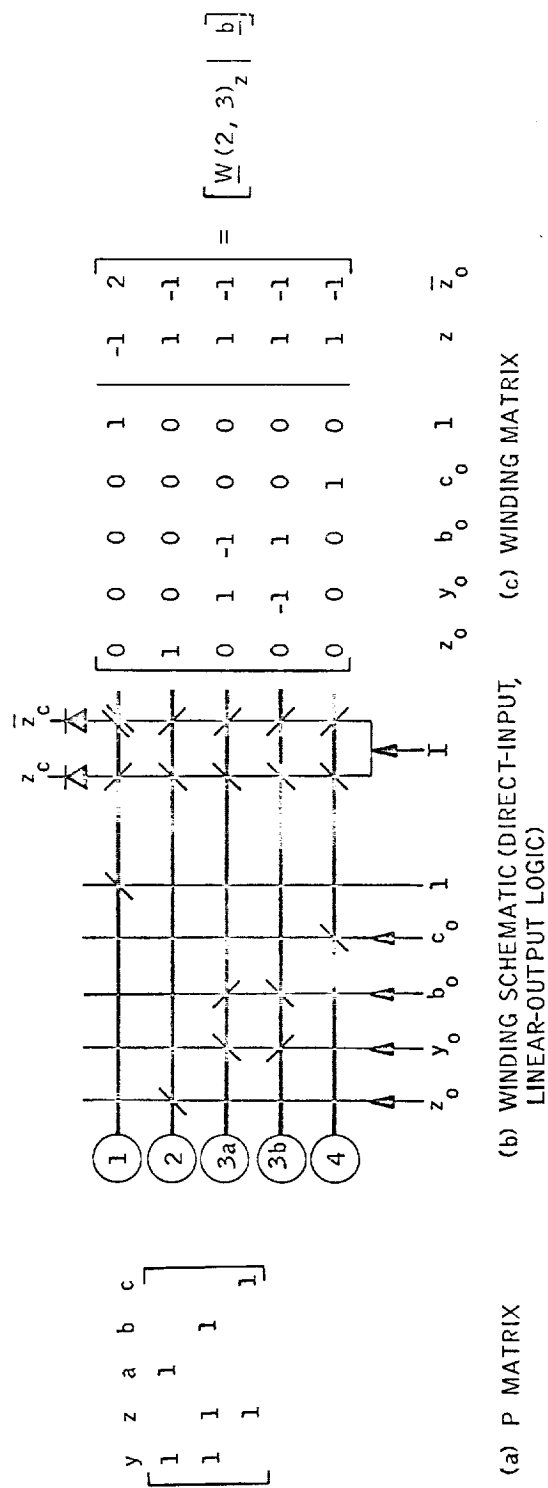 y z a b c
1 1
1 1 1
1 1
(a) P MATRIX
z_c z̄_c
1
2
3a
3b
4
z_o y_o b_o c_o 1 I
(b) WINDING SCHEMATIC (DIRECT-INPUT,
LINEAR-OUTPUT LOGIC)
0 0 0 0 1 -1 2
1 0 0 0 0 1 -1
0 1 -1 0 0 1 -1
0 -1 1 0 0 1 -1
0 0 0 1 0 1 -1
= [W(2, 3)_z | b]
z_o y_o b_o c_o 1 z z̄_o
(c) WINDING MATRIX